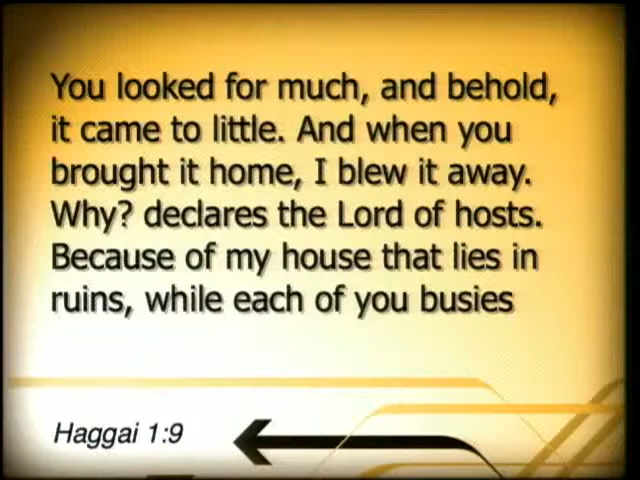 You looked for much, and behold,
it came to little. And when you
brought it home, I blew it away.
Why? declares the Lord of hosts.
Because of my house that lies in
ruins, while each of you busies
Haggai 1:9